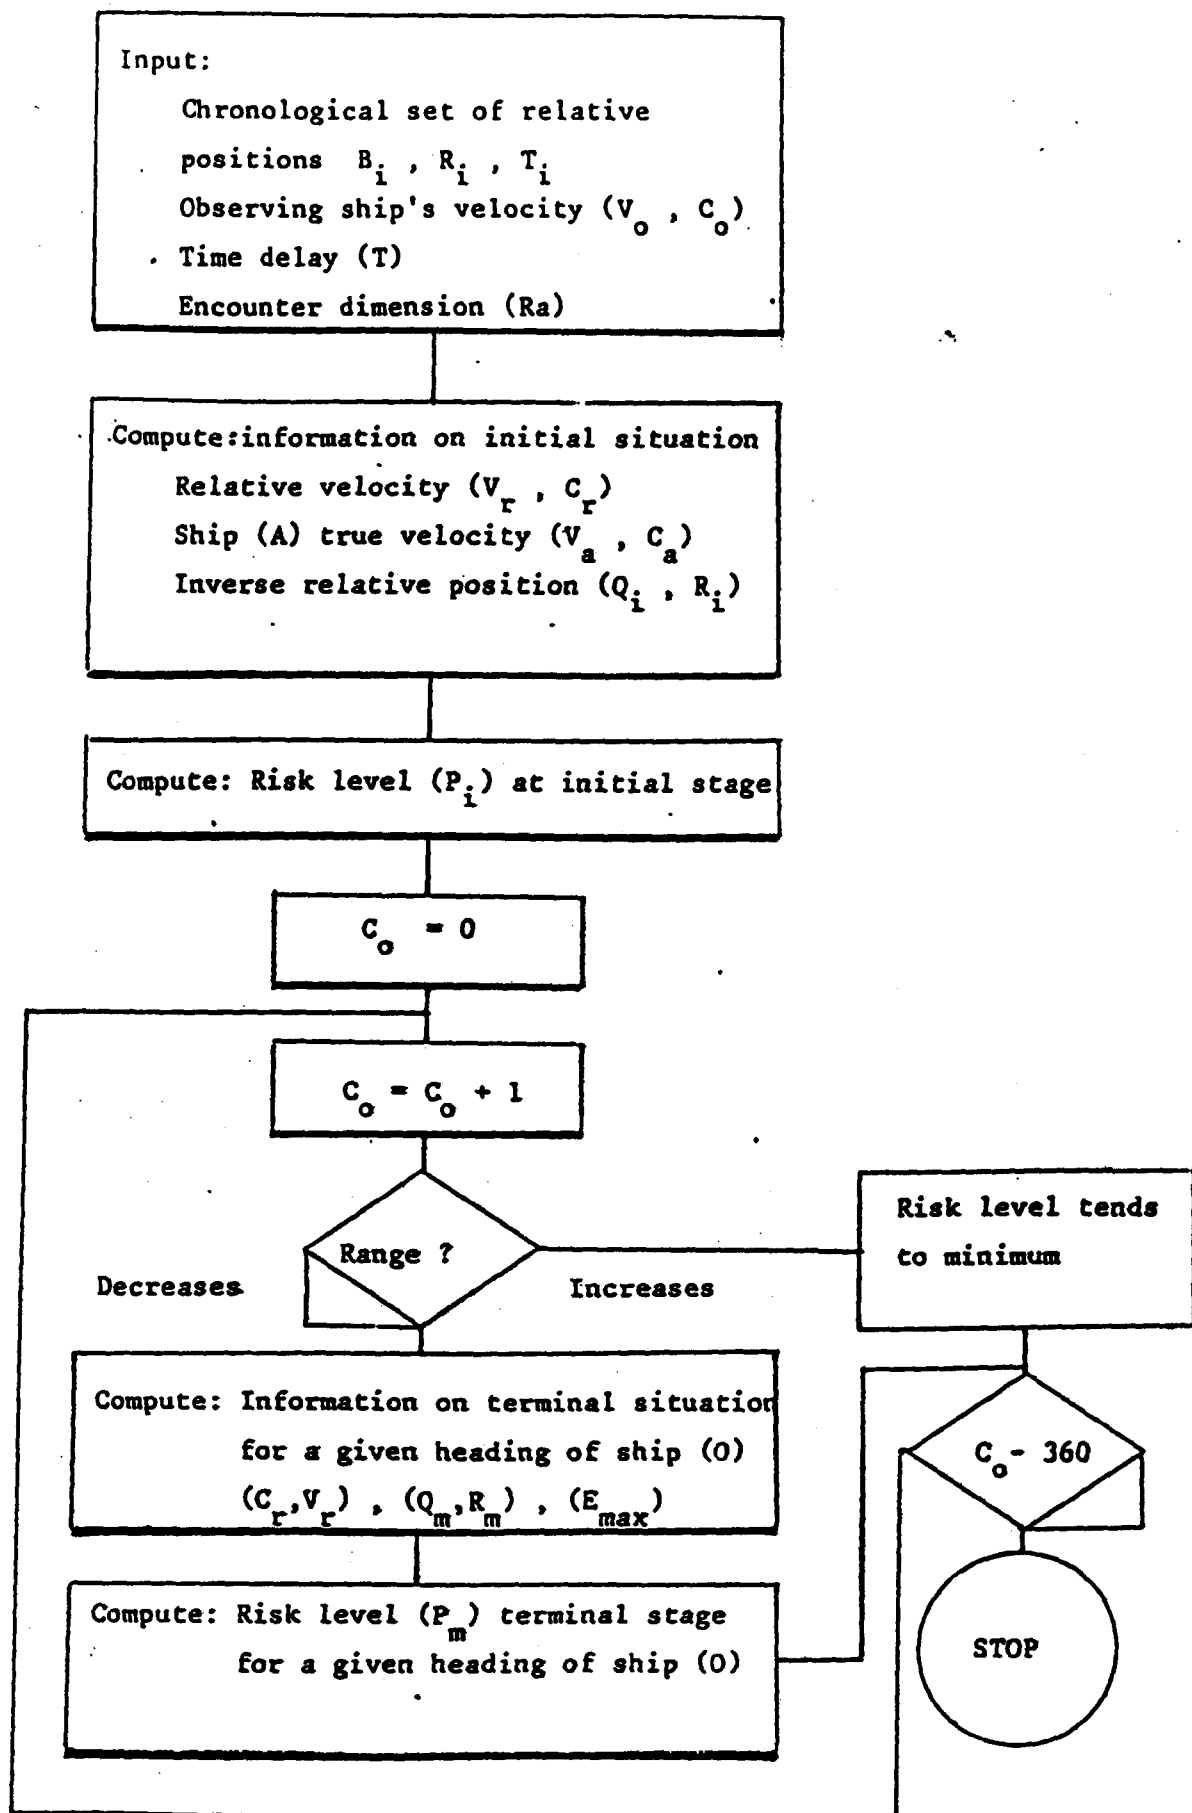 Input:
Chronological set of relative
positions B_i , R_i , T_i
Observing ship's velocity (V_o , C_o)
Time delay (T)
Encounter dimension (Ra)
Compute:information on initial situation
Relative velocity (V_r , C_r)
Ship (A) true velocity (V_a , C_a)
Inverse relative position (Q_i , R_i)
Compute: Risk level (P_i) at initial stage
C_o = 0
C_o = C_o + 1
Range ?
Decreases
Increases
Risk level tends
to minimum
Compute: Information on terminal situation
for a given heading of ship (O)
(C_r,V_r) , (Q_m,R_m) , (E_max)
C_o - 360
Compute: Risk level (P_m) terminal stage
for a given heading of ship (O)
STOP